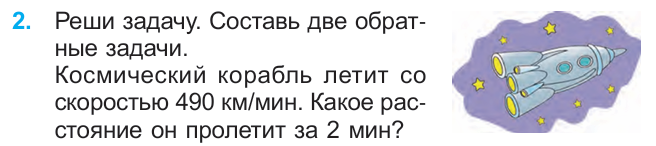 2. Реши задачу. Составь две обрат-
ные задачи.
Космический корабль летит со
скоростью 490 км/мин. Какое рас-
стояние он пролетит за 2 мин?